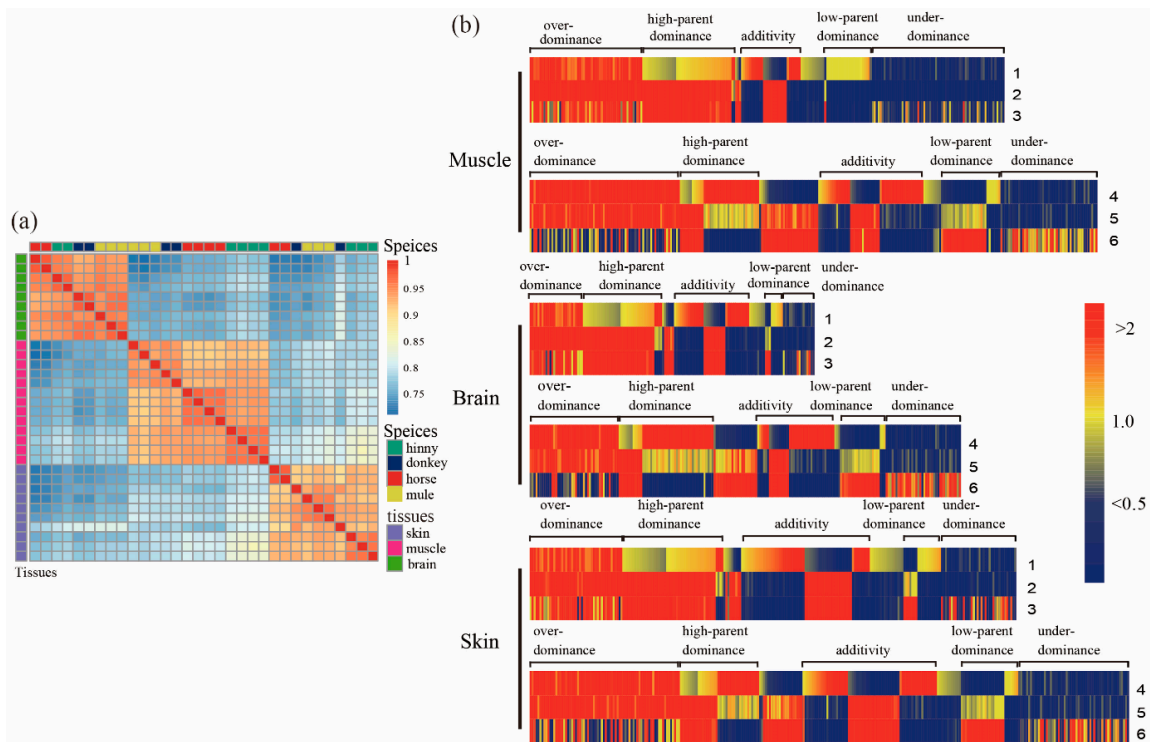 (a)
Speices
1
0.95
0.9
0.85
0.8
0.75
Speices
hinny
donkey
horse
mule
tissues
skin
muscle
brain
Tissues
(b)
Muscle
over-
dominance
high-parent
dominance
additivity
low-parent
dominance
under-
dominance
1
2
3
over-
dominance
high-parent
dominance
additivity
low-parent
dominance
under-
dominance
4
5
6
Brain
over-
dominance
high-parent
dominance
additivity
low-parent
dominance
under-
dominance
1
2
3
over-
dominance
high-parent
dominance
additivity
low-parent
dominance
under-
dominance
4
5
6
Skin
over-
dominance
high-parent
dominance
additivity
low-parent
dominance
under-
dominance
1
2
3
over-
dominance
high-parent
dominance
additivity
low-parent
dominance
under-
dominance
4
5
6
>2
1.0
<0.5